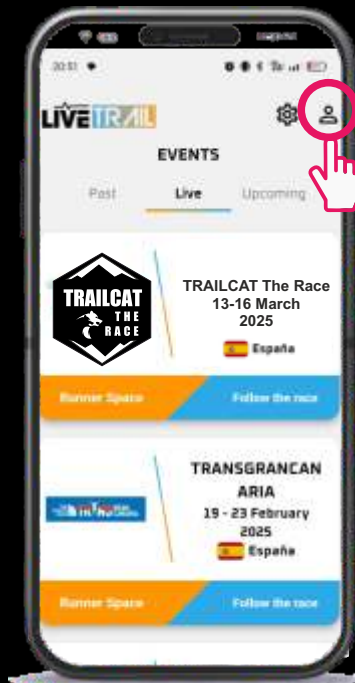 20:51
LIVETRAIL
EVENTS
Past
Live
Upcoming
TRAILCAT
THE
RACE
TRAILCAT The Race
13-16 March
2025
España
Runner Space
Follow the race
TRANSGRANCAN
ARIA
19 - 23 February
2025
España
Runner Space
Follow the race